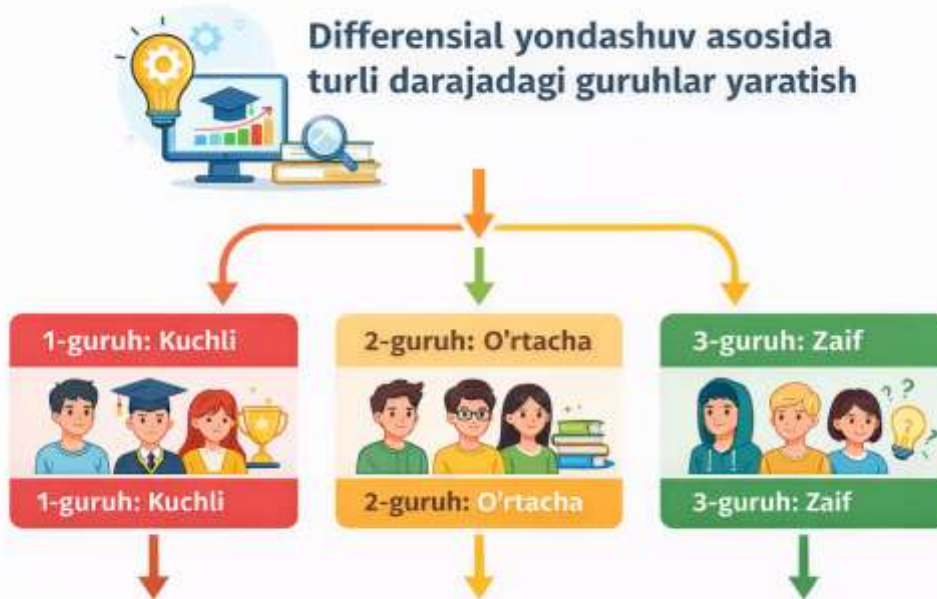 Differensial yondashuv asosida
turli darajadagi guruhlar yaratish
1-guruh: Kuchli
2-guruh: O'rtacha
3-guruh: Zaif
1-guruh: Kuchli
2-guruh: O'rtacha
3-guruh: Zaif